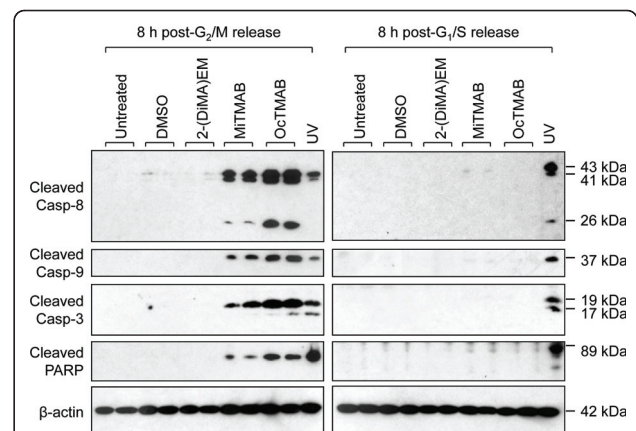 8 h post-G₂/M release
8 h post-G₁/S release
Untreated
DMSO
2-(DiMA)EM
MiTMAB
OcTMAB
UV
Untreated
DMSO
2-(DiMA)EM
MiTMAB
OcTMAB
UV
Cleaved
Casp-8
43 kDa
41 kDa
26 kDa
Cleaved
Casp-9
37 kDa
Cleaved
Casp-3
19 kDa
17 kDa
Cleaved
PARP
89 kDa
β-actin
42 kDa